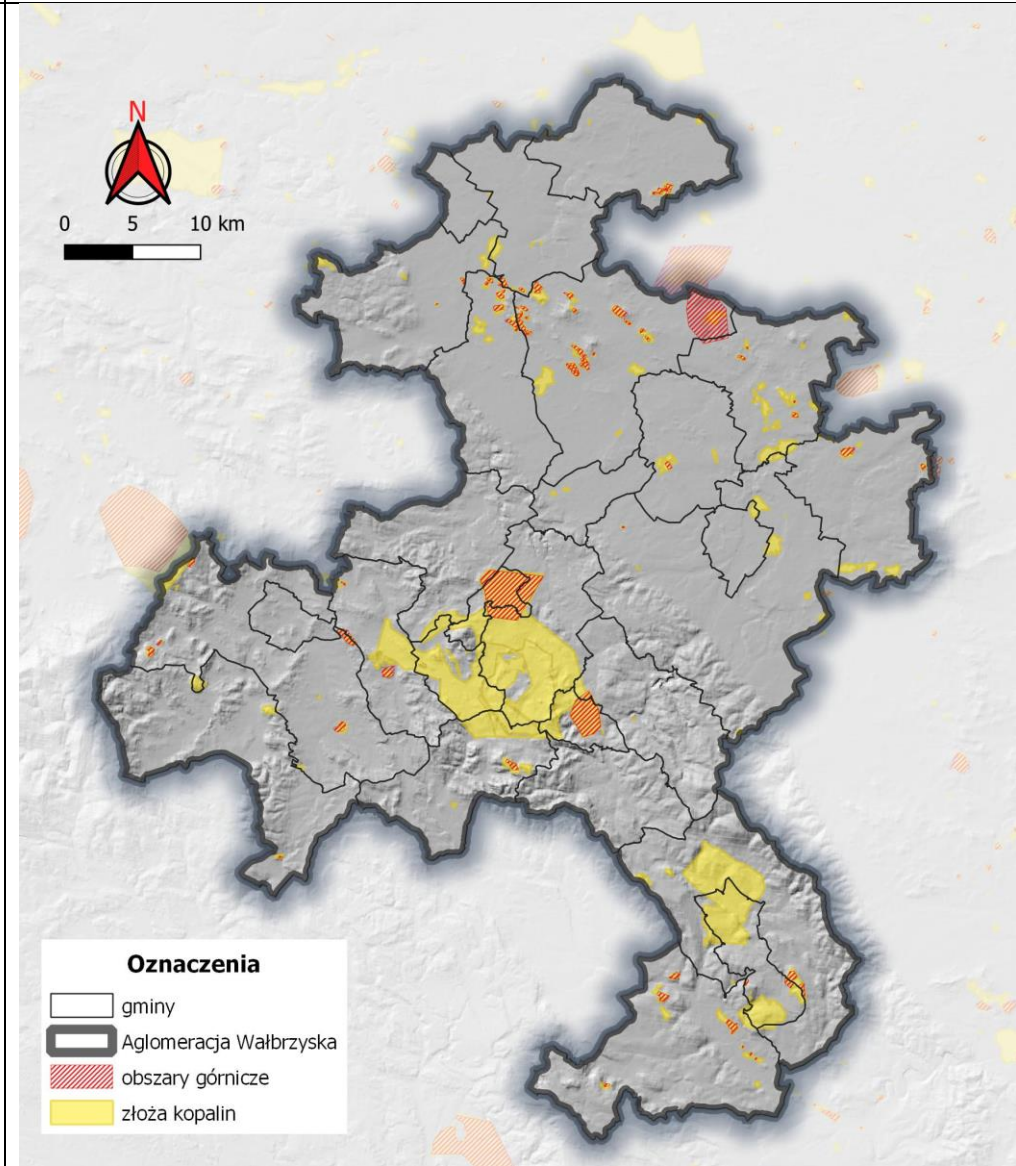 N
0 5 10 km
Oznaczenia
gminy
Aglomeracja Wałbrzyska
obszary górnicze
złoża kopalin